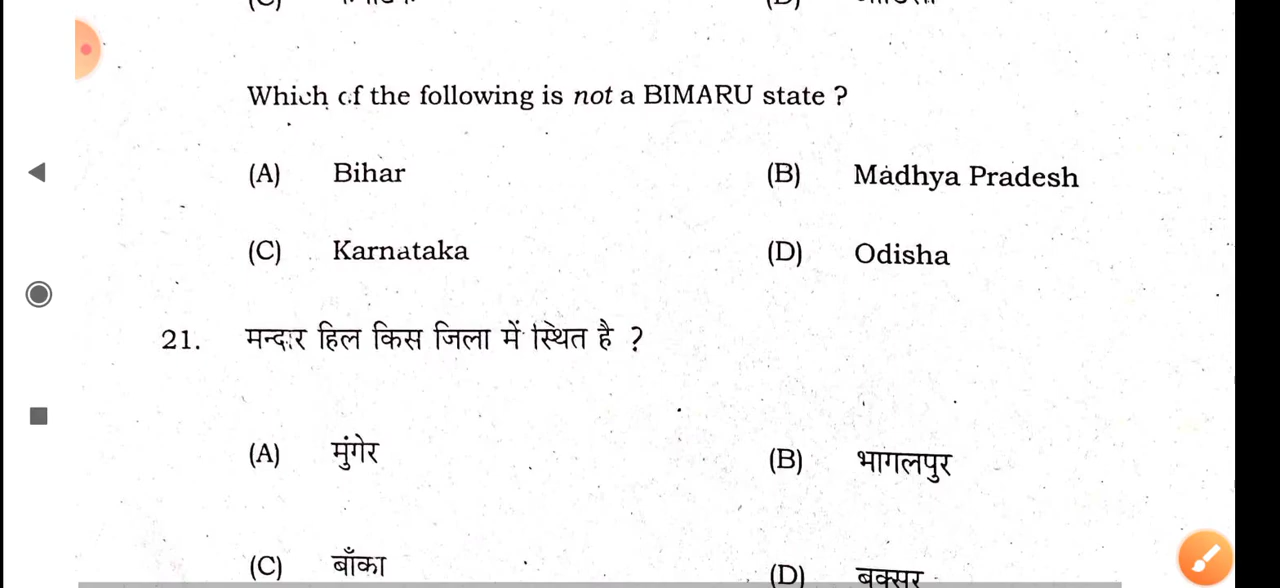 (C) (D)
Which of the following is not a BIMARU state ?
(A) Bihar (B) Madhya Pradesh
(C) Karnataka (D) Odisha
21. मन्दार हिल किस जिला में स्थित है ?
(A) मुंगेर (B) भागलपुर
(C) बाँका (D) बक्सर